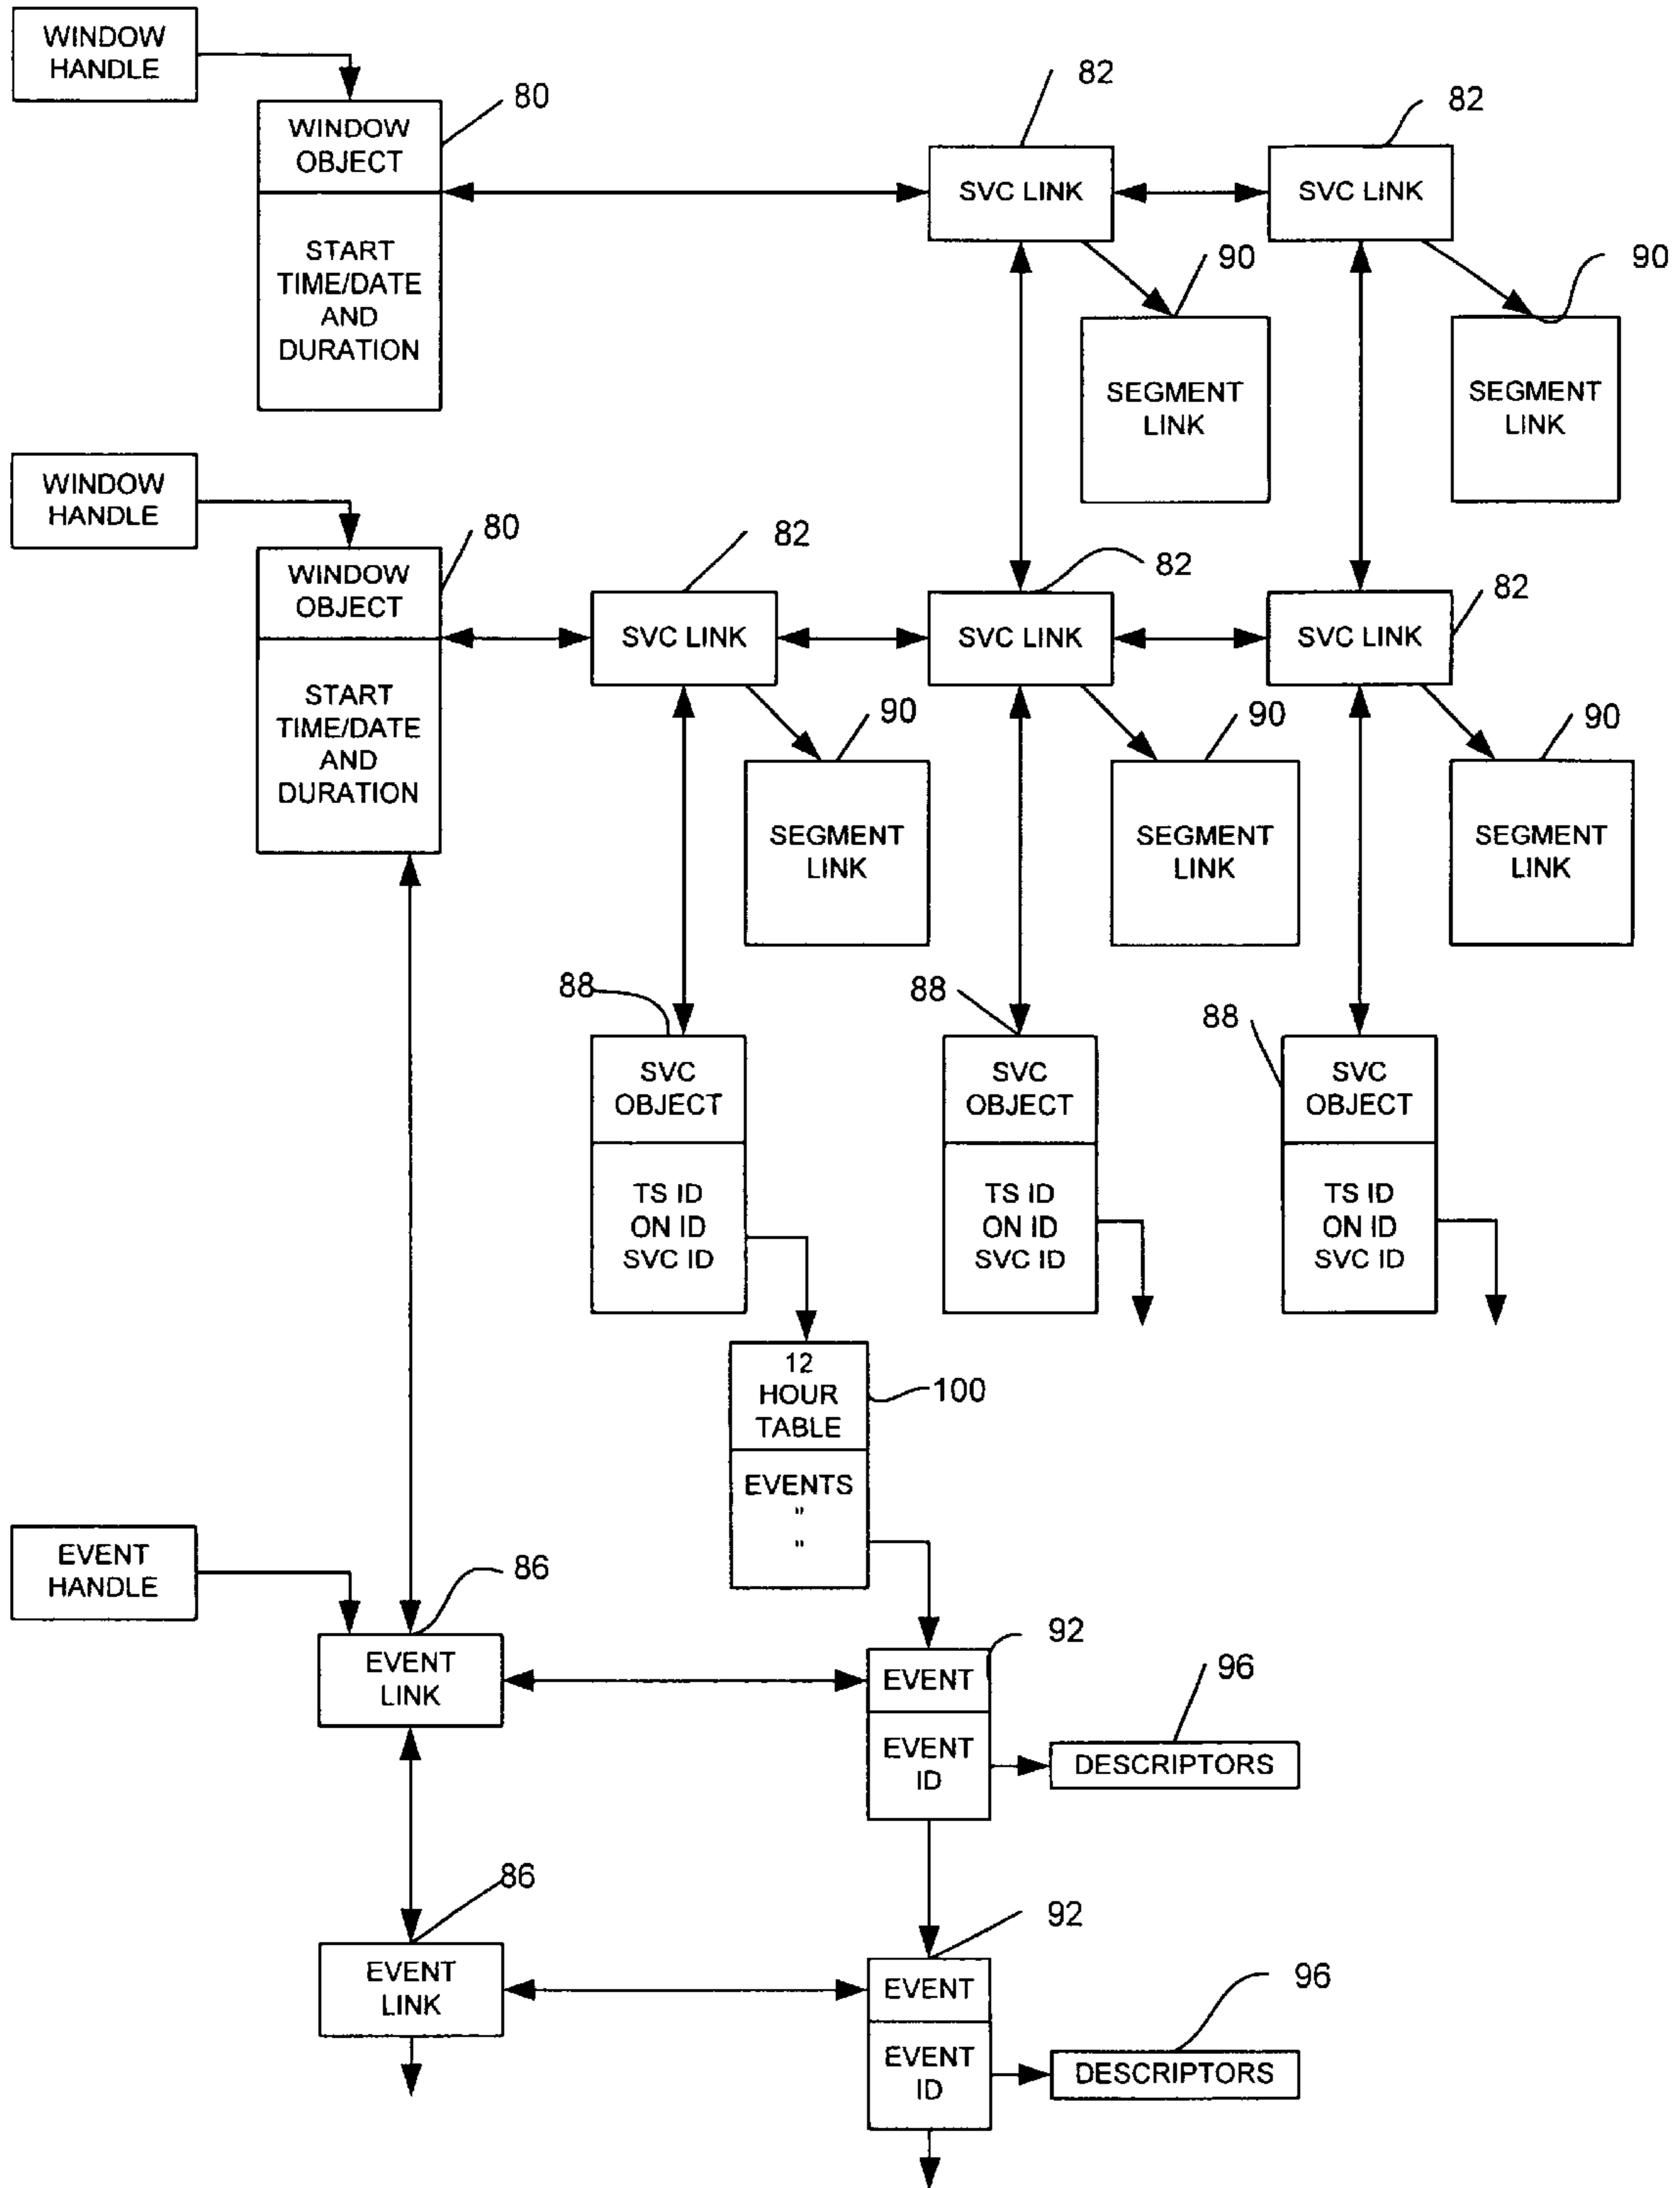 WINDOW
HANDLE
80
WINDOW
OBJECT
START
TIME/DATE
AND
DURATION
82
SVC LINK
82
SVC LINK
90
SEGMENT
LINK
90
SEGMENT
LINK
WINDOW
HANDLE
80
WINDOW
OBJECT
START
TIME/DATE
AND
DURATION
82
SVC LINK
82
SVC LINK
82
SVC LINK
90
SEGMENT
LINK
90
SEGMENT
LINK
90
SEGMENT
LINK
88
SVC
OBJECT
TS ID
ON ID
SVC ID
88
SVC
OBJECT
TS ID
ON ID
SVC ID
88
SVC
OBJECT
TS ID
ON ID
SVC ID
12
HOUR
TABLE
100
EVENTS
"
"
EVENT
HANDLE
86
EVENT
LINK
92
EVENT
EVENT
ID
96
DESCRIPTORS
86
EVENT
LINK
92
EVENT
EVENT
ID
96
DESCRIPTORS